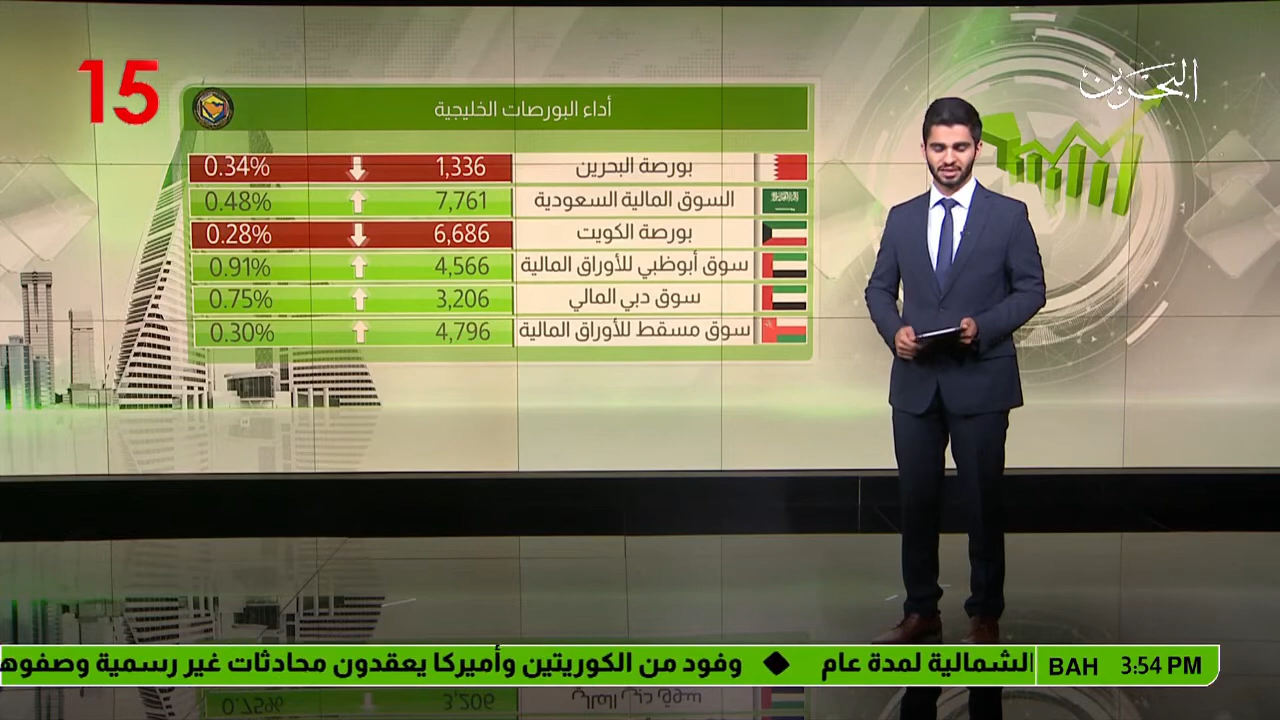 15
البحرين
أداء البورصات الخليجية
بورصة البحرين 1,336 0.34%
السوق المالية السعودية 7,761 0.48%
بورصة الكويت 6,686 0.28%
سوق أبوظبي للأوراق المالية 4,566 0.91%
سوق دبي المالي 3,206 0.75%
سوق مسقط للأوراق المالية 4,796 0.30%
BAH 3:54 PM
الشمالية لمدة عام ◆ وفود من الكوريتين وأميركا يعقدون محادثات غير رسمية وصفوه